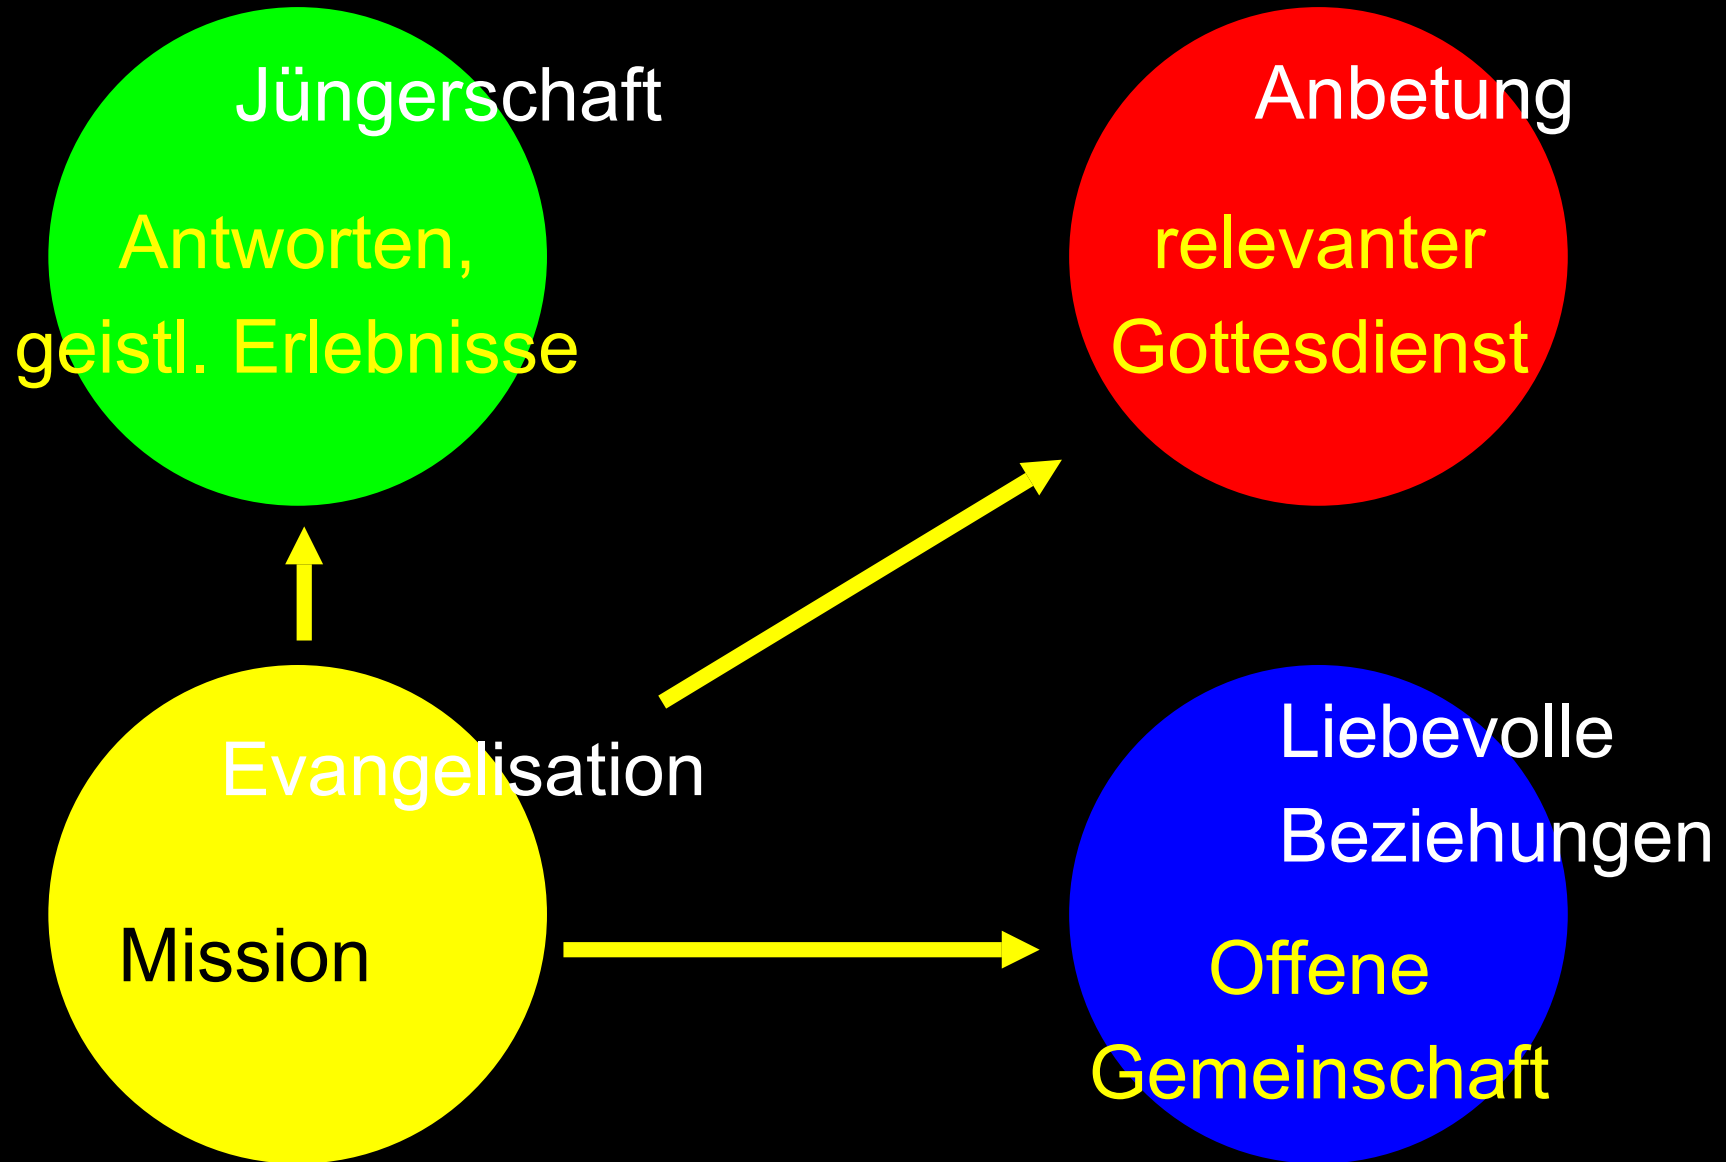 Jüngerschaft
Antworten,
geistl. Erlebnisse
Anbetung
relevanter
Gottesdienst
Evangelisation
Mission
Liebevolle
Beziehungen
Offene
Gemeinschaft